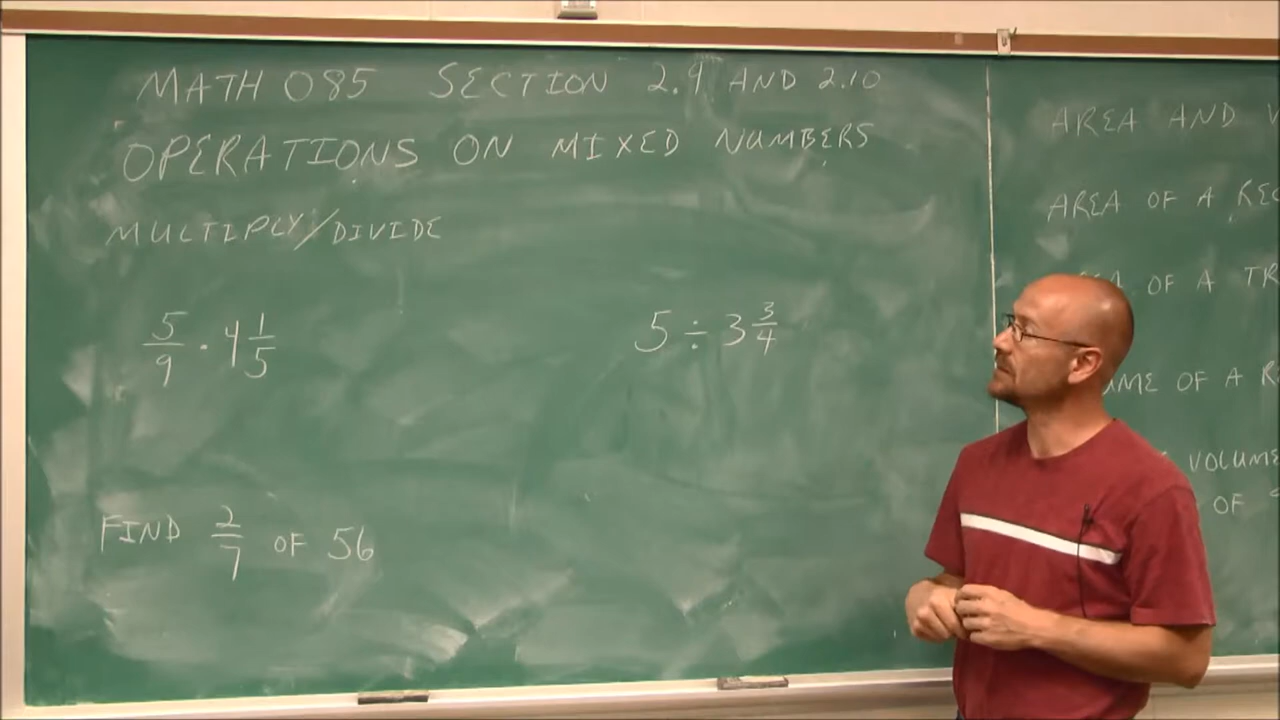 MATH 085 SECTION 2.9 AND 2.10
OPERATIONS ON MIXED NUMBERS
MULTIPLY/DIVIDE
5/9 · 4 1/5
5 ÷ 3 3/4
FIND 2/7 OF 56
AREA AND
AREA OF A
OF A
OF A
VOLUME
OF